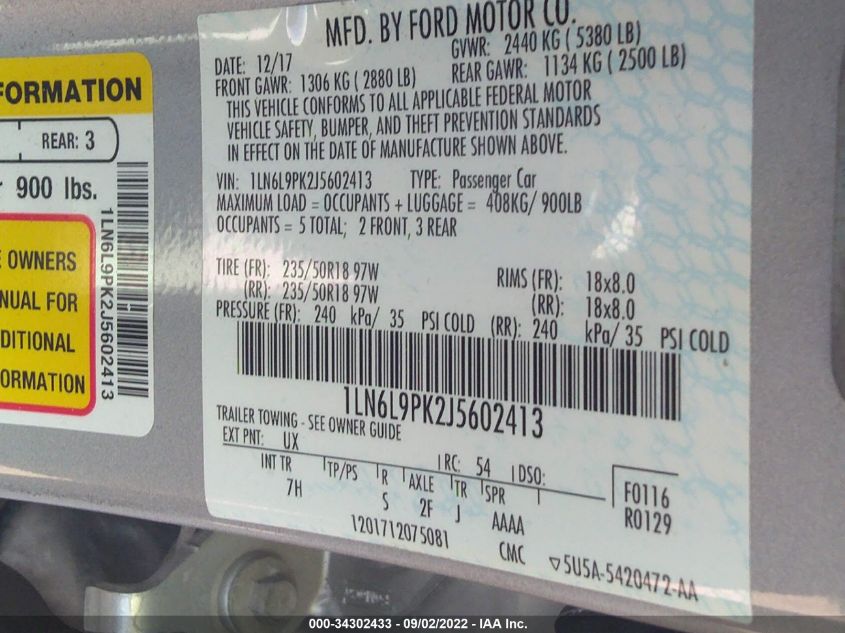 FORMATION
REAR: 3
900 lbs.
E OWNERS
NUAL FOR
DITIONAL
ORMATION
1LN6L9PK2J5602413
MFD. BY FORD MOTOR CO.
DATE: 12/17 GVWR: 2440 KG ( 5380 LB)
FRONT GAWR: 1306 KG ( 2880 LB) REAR GAWR: 1134 KG ( 2500 LB)
THIS VEHICLE CONFORMS TO ALL APPLICABLE FEDERAL MOTOR
VEHICLE SAFETY, BUMPER, AND THEFT PREVENTION STANDARDS
IN EFFECT ON THE DATE OF MANUFACTURE SHOWN ABOVE.
VIN: 1LN6L9PK2J5602413 TYPE: Passenger Car
MAXIMUM LOAD = OCCUPANTS + LUGGAGE = 408KG/ 900LB
OCCUPANTS = 5 TOTAL; 2 FRONT, 3 REAR
TIRE (FR): 235/50R18 97W RIMS (FR): 18x8.0
(RR): 235/50R18 97W (RR): 18x8.0
PRESSURE (FR): 240 kPa/ 35 PSI COLD (RR): 240 kPa/ 35 PSI COLD
1LN6L9PK2J5602413
TRAILER TOWING - SEE OWNER GUIDE
EXT PNT: UX RC: 54 DSO:
INT TR TP/PS R AXLE TR SPR
7H S 2F J AAAA
F0116
R0129
1201712075081 CMC ▽5U5A-5420472-AA
000-34302433 - 09/02/2022 - IAA Inc.